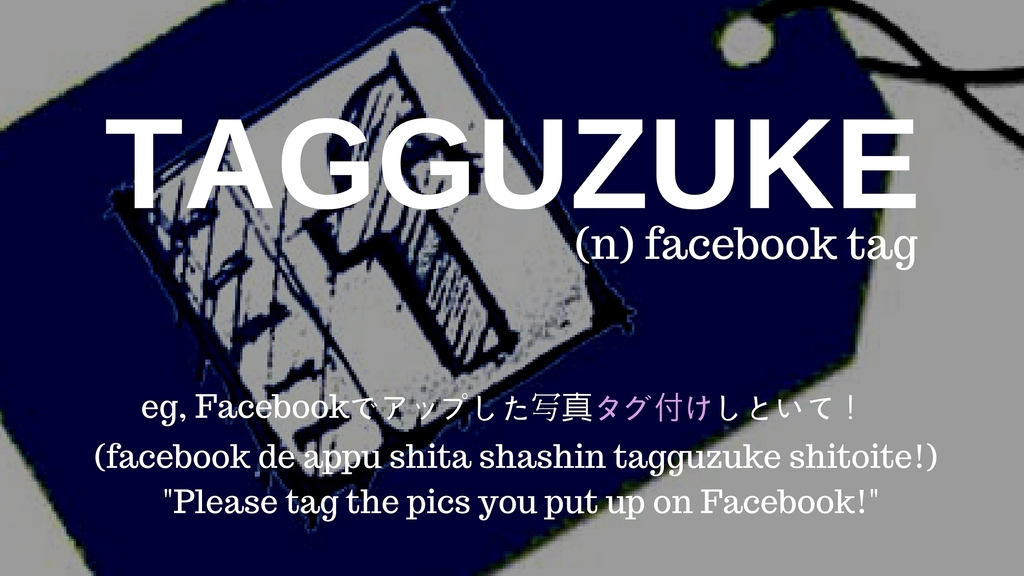 TAGGUZUKE
(n) facebook tag
eg, Facebookでアップした写真タグ付けしといて！
(facebook de appu shita shashin tagguzuke shitoite!)
"Please tag the pics you put up on Facebook!"